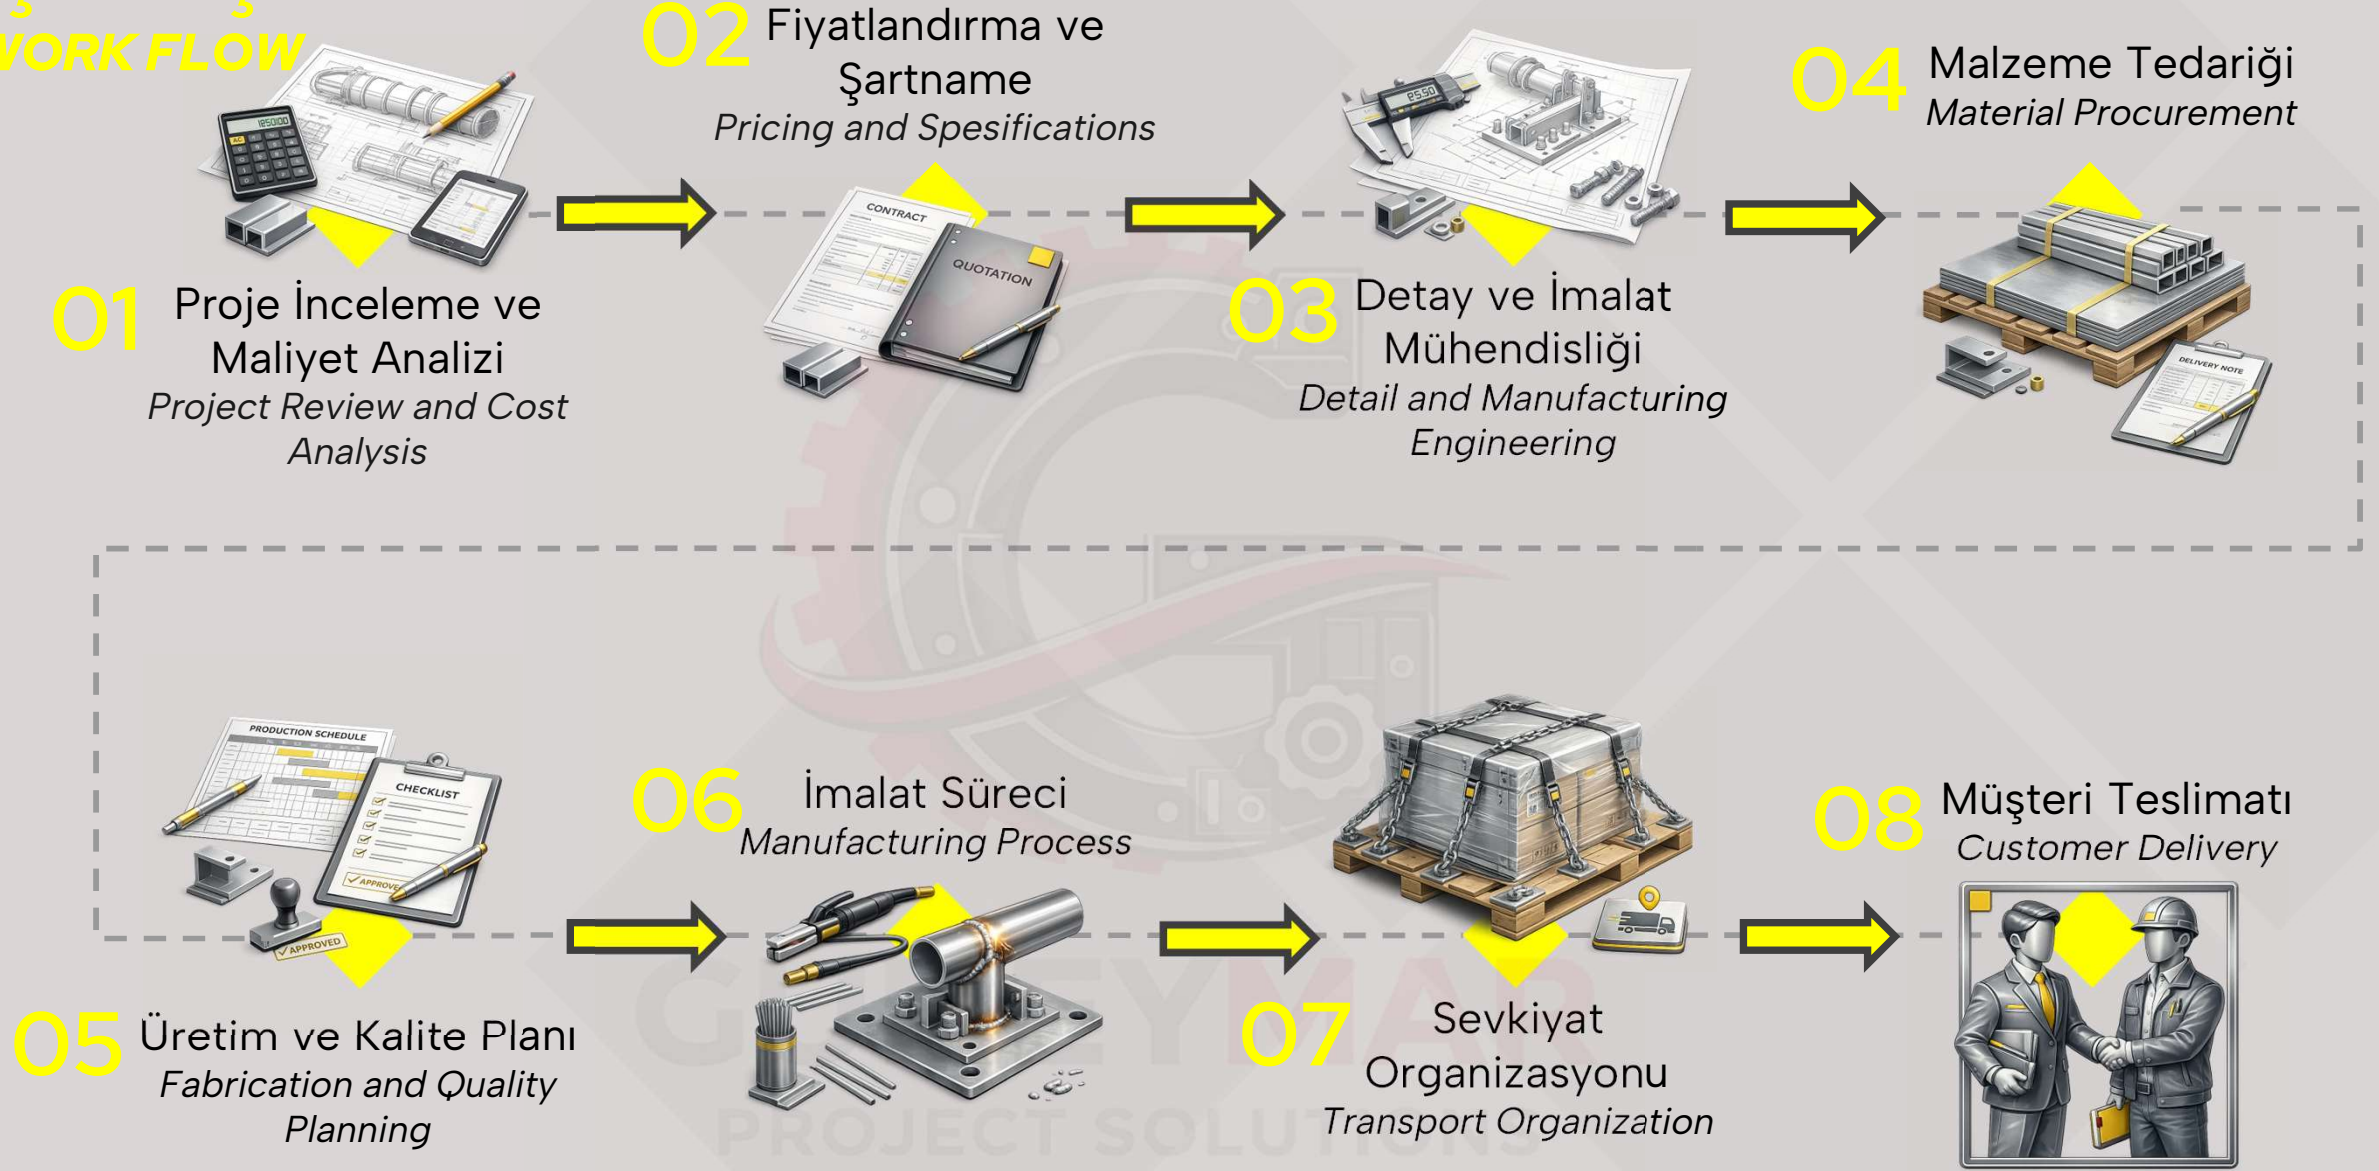 WORK FLOW
01
Proje İnceleme ve
Maliyet Analizi
Project Review and Cost
Analysis
02
Fiyatlandırma ve
Şartname
Pricing and Spesifications
CONTRACT
QUOTATION
03
Detay ve İmalat
Mühendisliği
Detail and Manufacturing
Engineering
25.50
04
Malzeme Tedariği
Material Procurement
DELIVERY NOTE
05
Üretim ve Kalite Planı
Fabrication and Quality
Planning
PRODUCTION SCHEDULE
CHECKLIST
APPROVED
APPROVED
06
İmalat Süreci
Manufacturing Process
07
Sevkiyat
Organizasyonu
Transport Organization
08
Müşteri Teslimatı
Customer Delivery
PROJECT SOLUTIONS